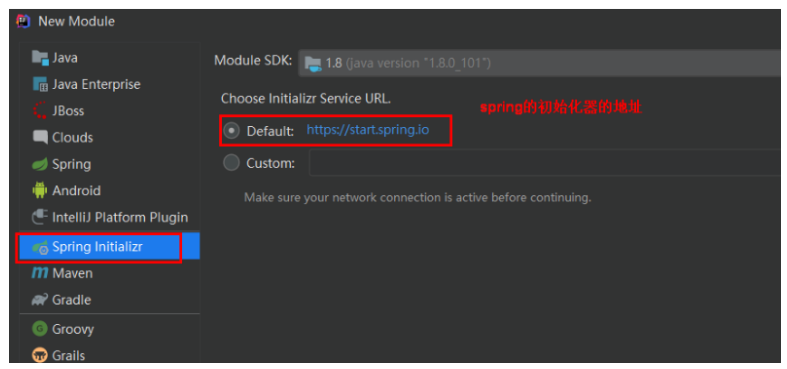 New Module
Java
Java Enterprise
JBoss
Clouds
Spring
Android
IntelliJ Platform Plugin
Spring Initializr
Maven
Gradle
Groovy
Grails
Module SDK: 1.8 (java version "1.8.0_101")
Choose Initializr Service URL.
spring的初始化器的地址
Default: https://start.spring.io
Custom:
Make sure your network connection is active before continuing.